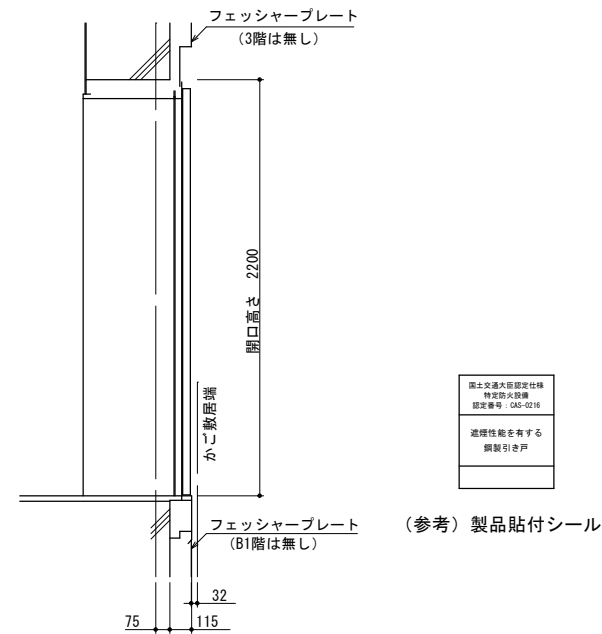 フェッシャープレート
(3階は無し)
開口高さ 2200
かご敷居端
国土交通大臣認定仕様
特定防火設備
認定番号：CAS-0216
遮煙性能を有する
鋼製引き戸
(参考) 製品貼付シール
フェッシャープレート
(B1階は無し)
32
75
115